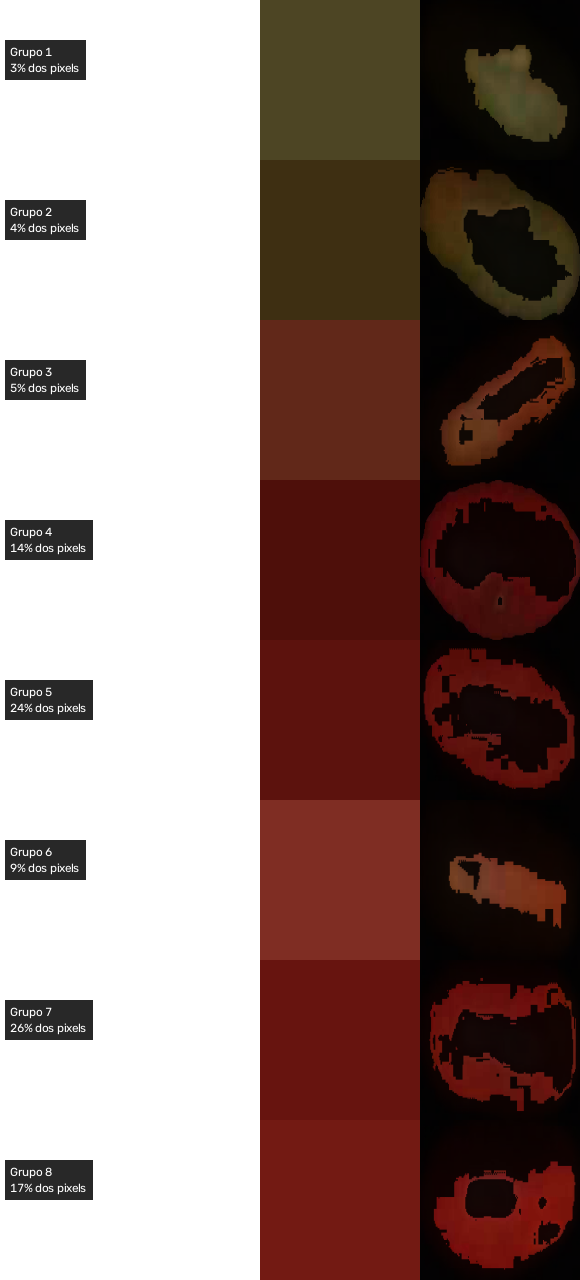 Grupo 1
3% dos pixels
Grupo 2
4% dos pixels
Grupo 3
5% dos pixels
Grupo 4
14% dos pixels
Grupo 5
24% dos pixels
Grupo 6
9% dos pixels
Grupo 7
26% dos pixels
Grupo 8
17% dos pixels